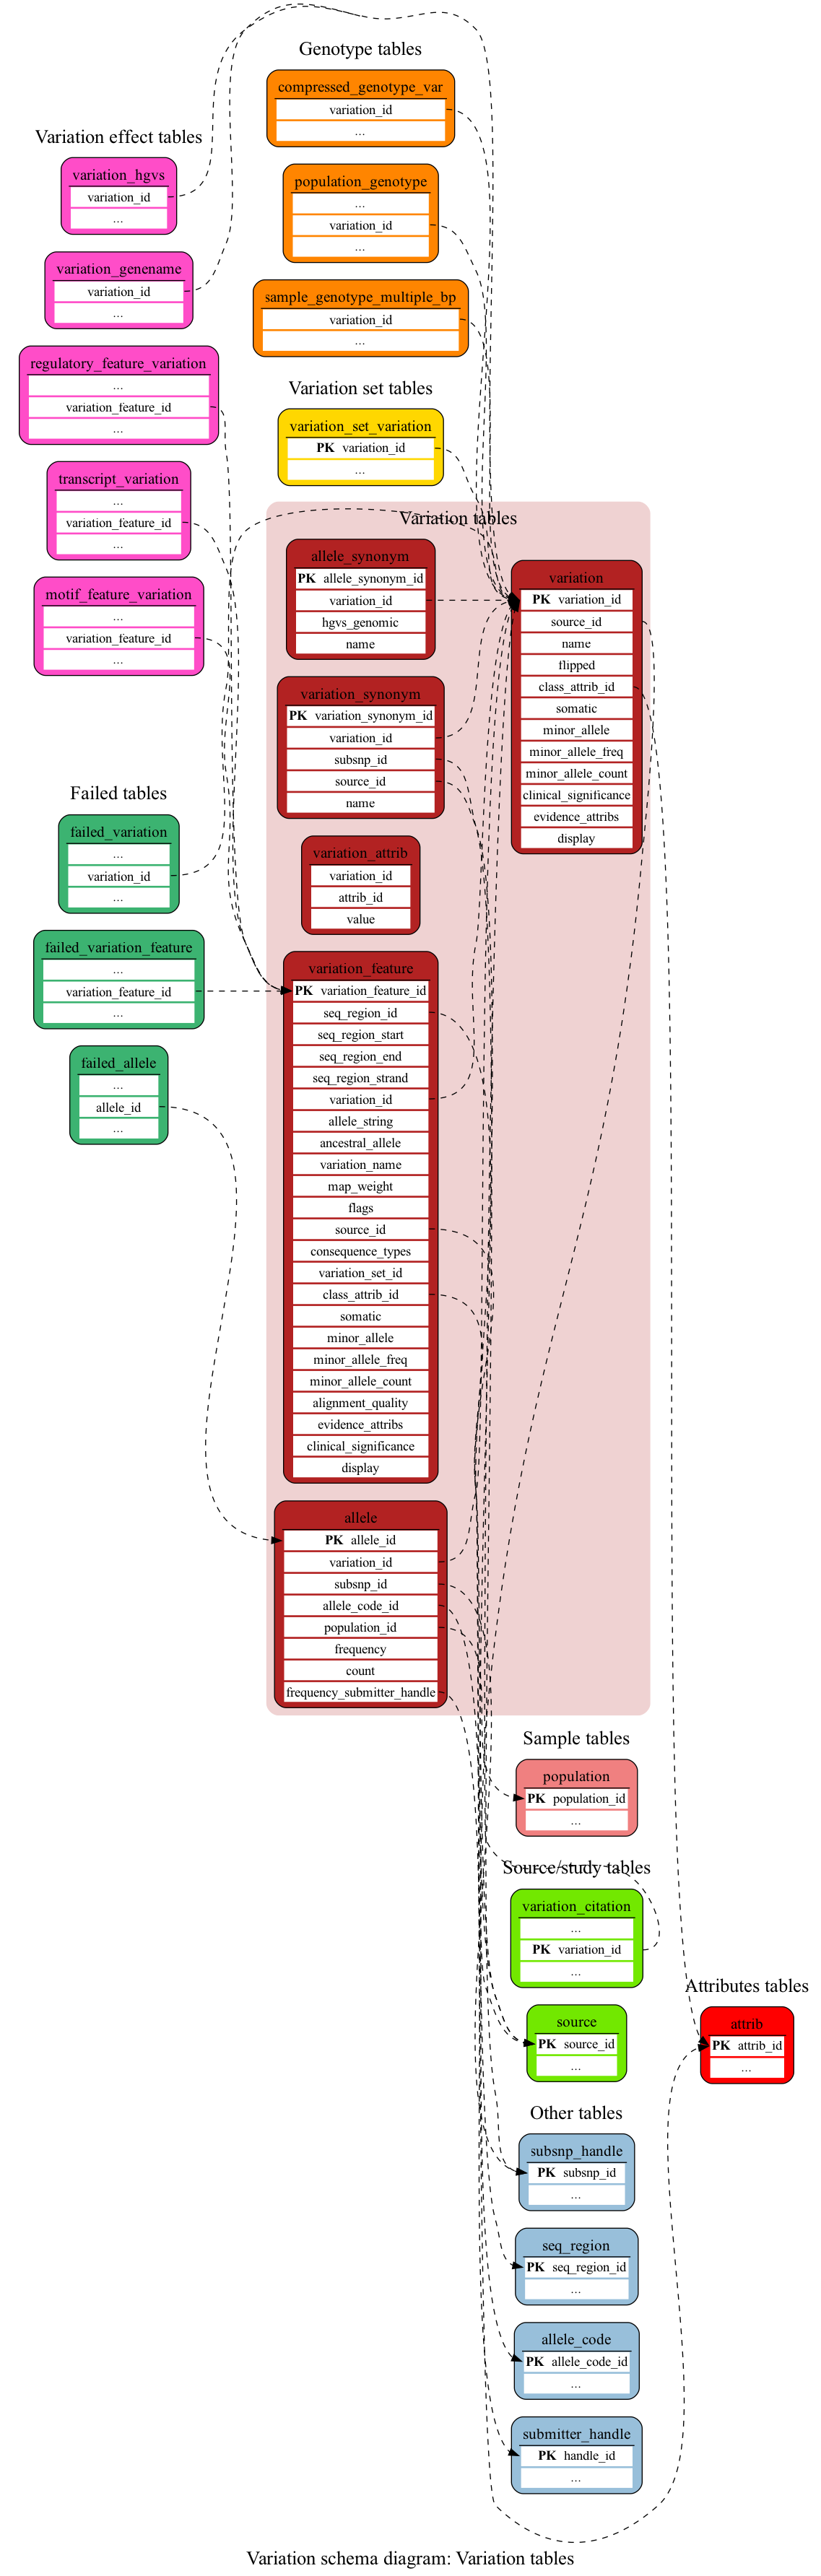 Genotype tables
compressed_genotype_var
variation_id
...
population_genotype
...
variation_id
...
sample_genotype_multiple_bp
variation_id
...
Variation effect tables
variation_hgvs
variation_id
...
variation_genename
variation_id
...
regulatory_feature_variation
...
variation_feature_id
...
transcript_variation
...
variation_feature_id
...
motif_feature_variation
...
variation_feature_id
...
Variation set tables
variation_set_variation
PK variation_id
...
Failed tables
failed_variation
...
variation_id
...
failed_variation_feature
...
variation_feature_id
...
failed_allele
...
allele_id
...
Variation tables
allele_synonym
PK allele_synonym_id
variation_id
hgvs_genomic
name
variation_synonym
PK variation_synonym_id
variation_id
subsnp_id
source_id
name
variation_attrib
variation_id
attrib_id
value
variation_feature
PK variation_feature_id
seq_region_id
seq_region_start
seq_region_end
seq_region_strand
variation_id
allele_string
ancestral_allele
variation_name
map_weight
flags
source_id
consequence_types
variation_set_id
class_attrib_id
somatic
minor_allele
minor_allele_freq
minor_allele_count
alignment_quality
evidence_attribs
clinical_significance
display
allele
PK allele_id
variation_id
subsnp_id
allele_code_id
population_id
frequency
count
frequency_submitter_handle
variation
PK variation_id
source_id
name
flipped
class_attrib_id
somatic
minor_allele
minor_allele_freq
minor_allele_count
clinical_significance
evidence_attribs
display
Sample tables
population
PK population_id
...
Source/study tables
variation_citation
...
PK variation_id
...
source
PK source_id
...
Attributes tables
attrib
PK attrib_id
...
Other tables
subsnp_handle
PK subsnp_id
...
seq_region
PK seq_region_id
...
allele_code
PK allele_code_id
...
submitter_handle
PK handle_id
...
Variation schema diagram: Variation tables